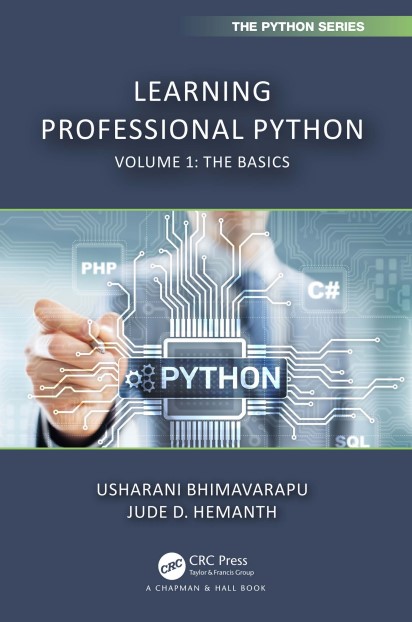 THE PYTHON SERIES
LEARNING
PROFESSIONAL PYTHON
VOLUME 1: THE BASICS
PHP
C#
PYTHON
SQL
USHARANI BHIMAVARAPU
JUDE D. HEMANTH
CRC
CRC Press
Taylor & Francis Group
A CHAPMAN & HALL BOOK